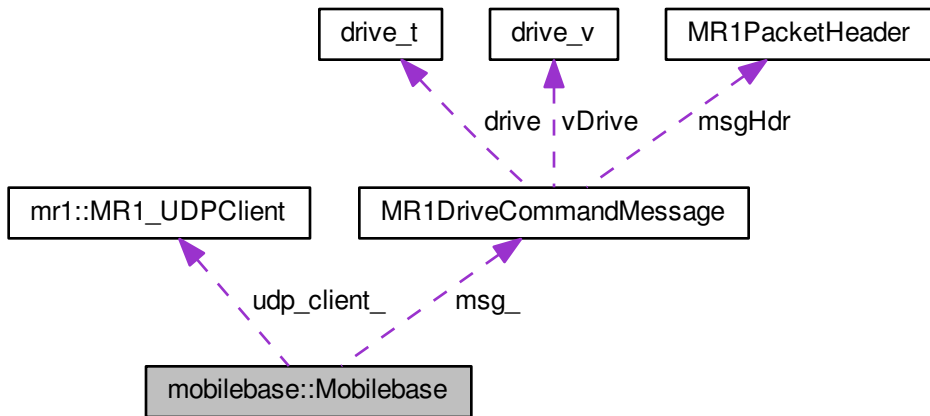 drive_t
drive_v
MR1PacketHeader
drive
vDrive
msgHdr
mr1::MR1_UDPClient
MR1DriveCommandMessage
udp_client_
msg_
mobilebase::Mobilebase